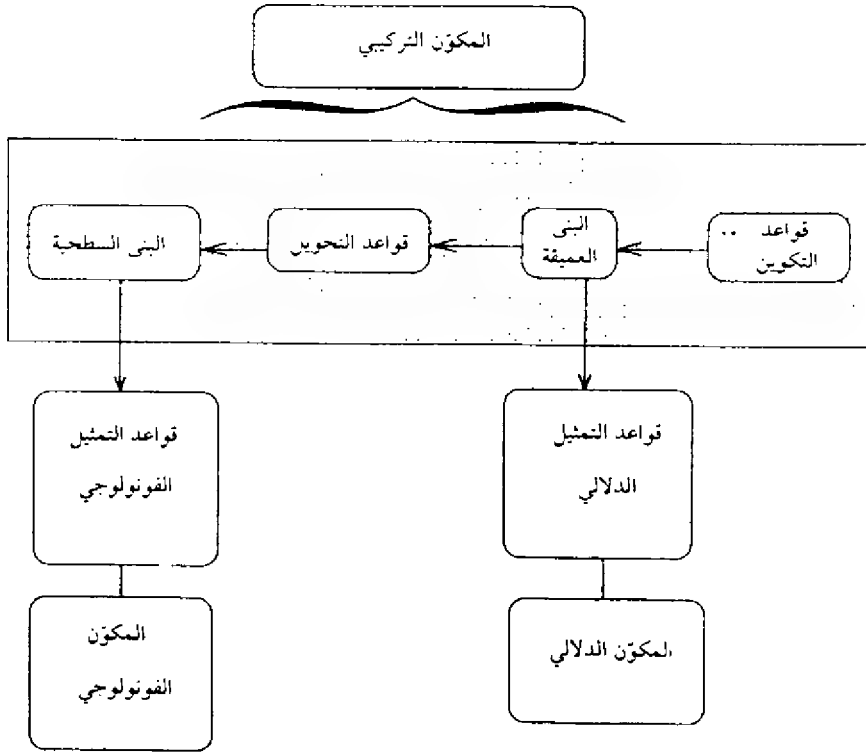 المكوّن التركيبي
قواعد
التكوين
البنى
العميقة
قواعد التحويل
البنى السطحية
قواعد التمثيل
الدلالي
قواعد التمثيل
الفونولوجي
المكوّن الدلالي
المكوّن
الفونولوجي